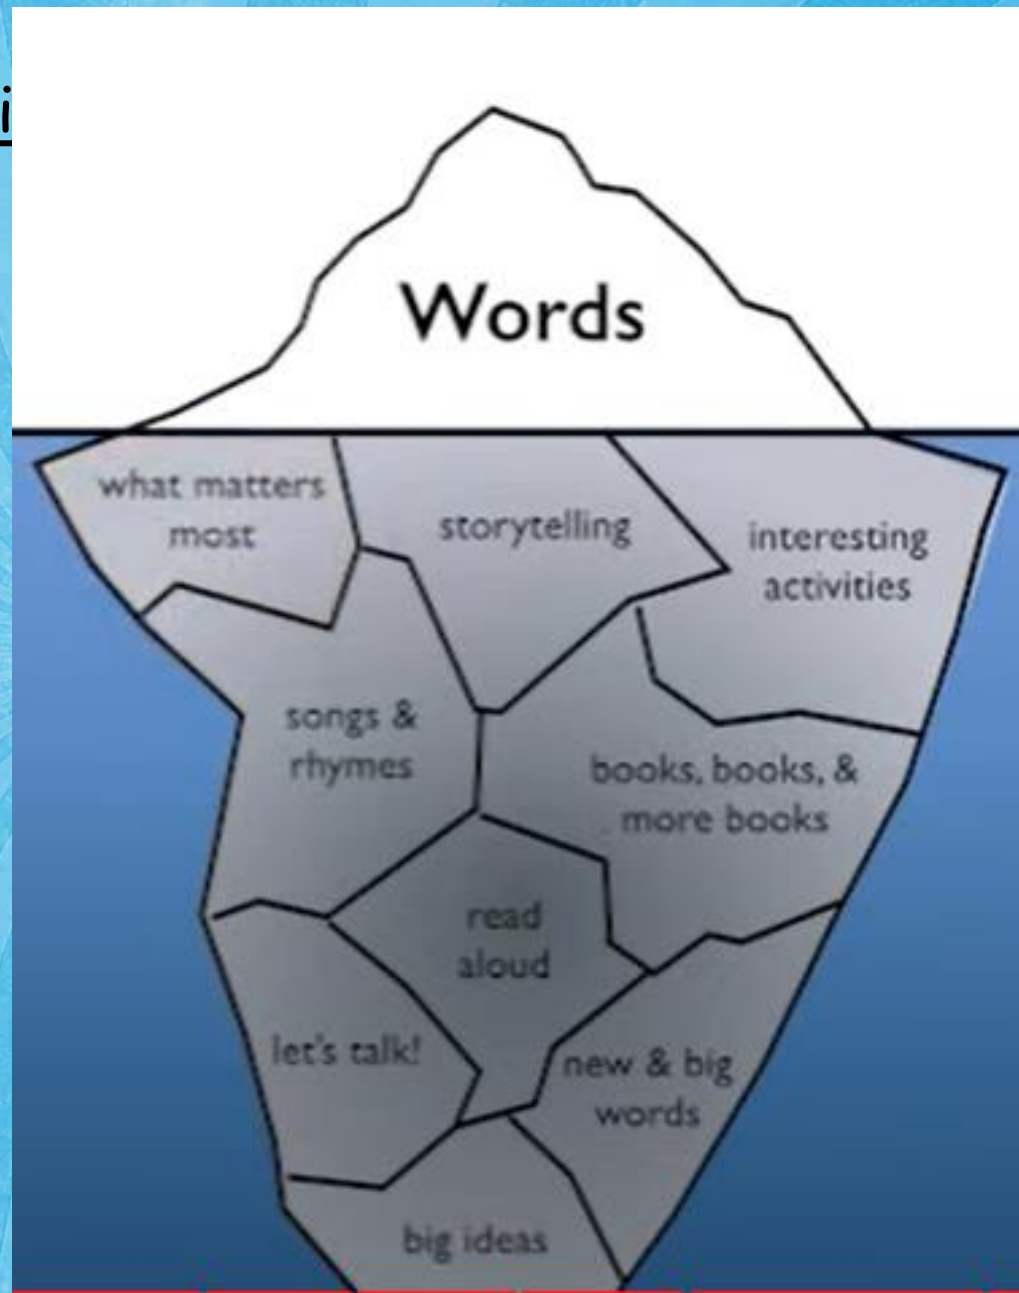 i
Words
what matters
most
storytelling
interesting
activities
songs &
rhymes
books, books, &
more books
read
aloud
let's talk!
new & big
words
big ideas